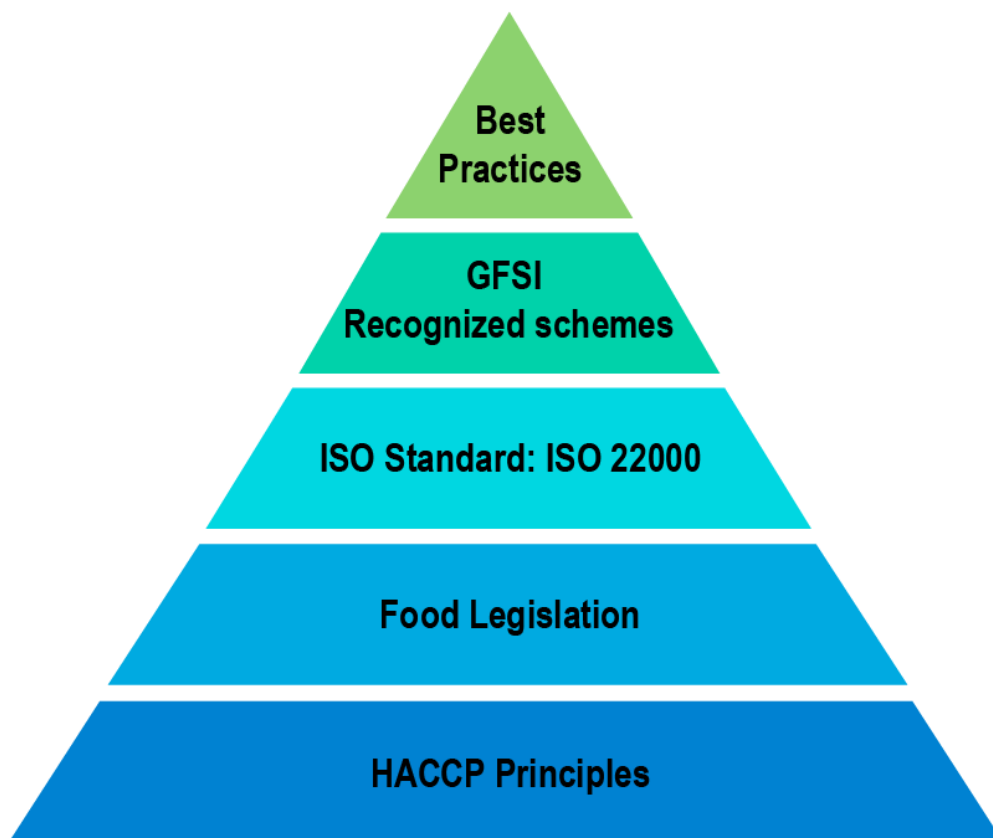 Best
Practices
GFSI
Recognized schemes
ISO Standard: ISO 22000
Food Legislation
HACCP Principles